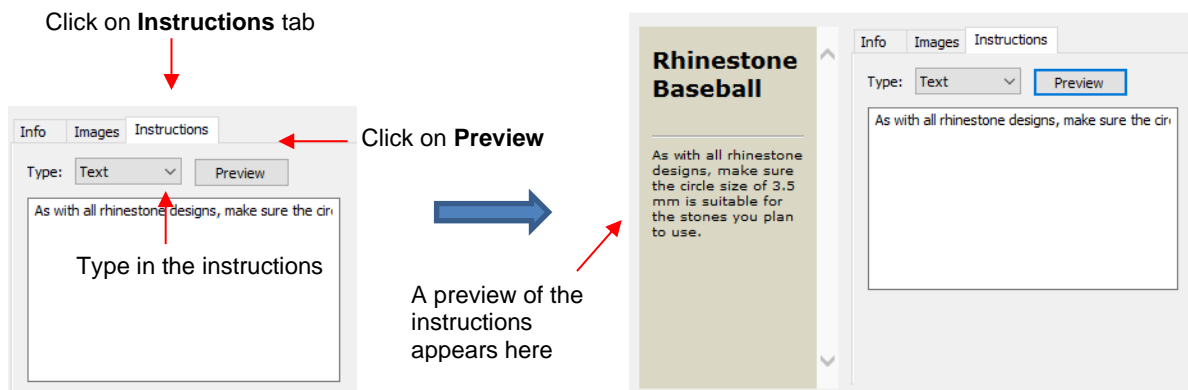 Click on Instructions tab
Info Images Instructions
Click on Preview
Type: Text Preview
As with all rhinestone designs, make sure the cir
Type in the instructions
Rhinestone
Baseball
As with all rhinestone
designs, make sure
the circle size of 3.5
mm is suitable for
the stones you plan
to use.
A preview of the
instructions
appears here
Info Images Instructions
Type: Text Preview
As with all rhinestone designs, make sure the cir